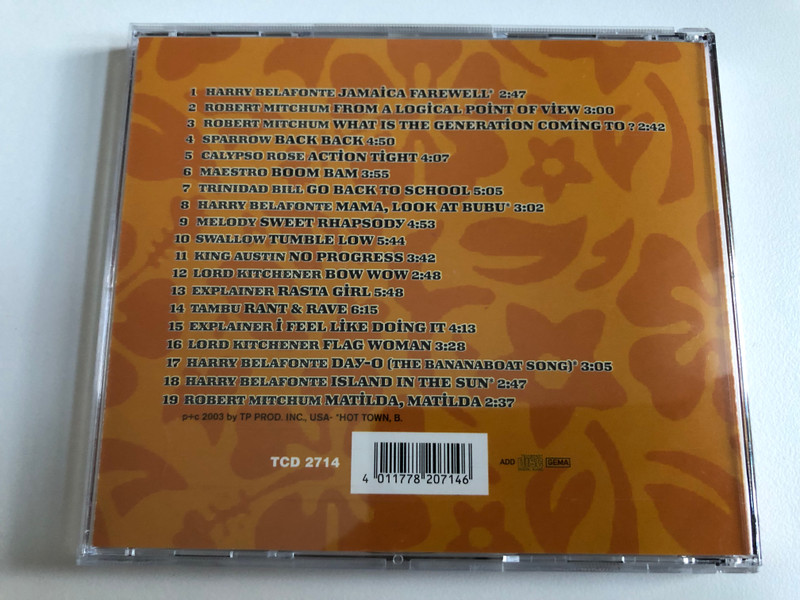 1 HARRY BELAFONTE JAMAICA FAREWELL* 2:47
2 ROBERT MITCHUM FROM A LOGICAL POINT OF VIEW 3:00
3 ROBERT MITCHUM WHAT IS THE GENERATION COMING TO ? 2:42
4 SPARROW BACK BACK 4:50
5 CALYPSO ROSE ACTION TIGHT 4:07
6 MAESTRO BOOM BAM 3:55
7 TRINIDAD BILL GO BACK TO SCHOOL 5:05
8 HARRY BELAFONTE MAMA, LOOK AT BUBU* 3:02
9 MELODY SWEET RHAPSODY 4:53
10 SWALLOW TUMBLE LOW 5:44
11 KING AUSTIN NO PROGRESS 3:42
12 LORD KITCHENER BOW WOW 2:48
13 EXPLAINER RASTA GIRL 5:48
14 TAMBU RANT & RAVE 6:15
15 EXPLAINER I FEEL LIKE DOING IT 4:13
16 LORD KITCHENER FLAG WOMAN 3:28
17 HARRY BELAFONTE DAY-O (THE BANANABOAT SONG)* 3:05
18 HARRY BELAFONTE ISLAND IN THE SUN* 2:47
19 ROBERT MITCHUM MATILDA, MATILDA 2:37
p+c 2003 by TP PROD. INC., USA- *HOT TOWN, B.
TCD 2714
4 011778 207146
ADD GEMA